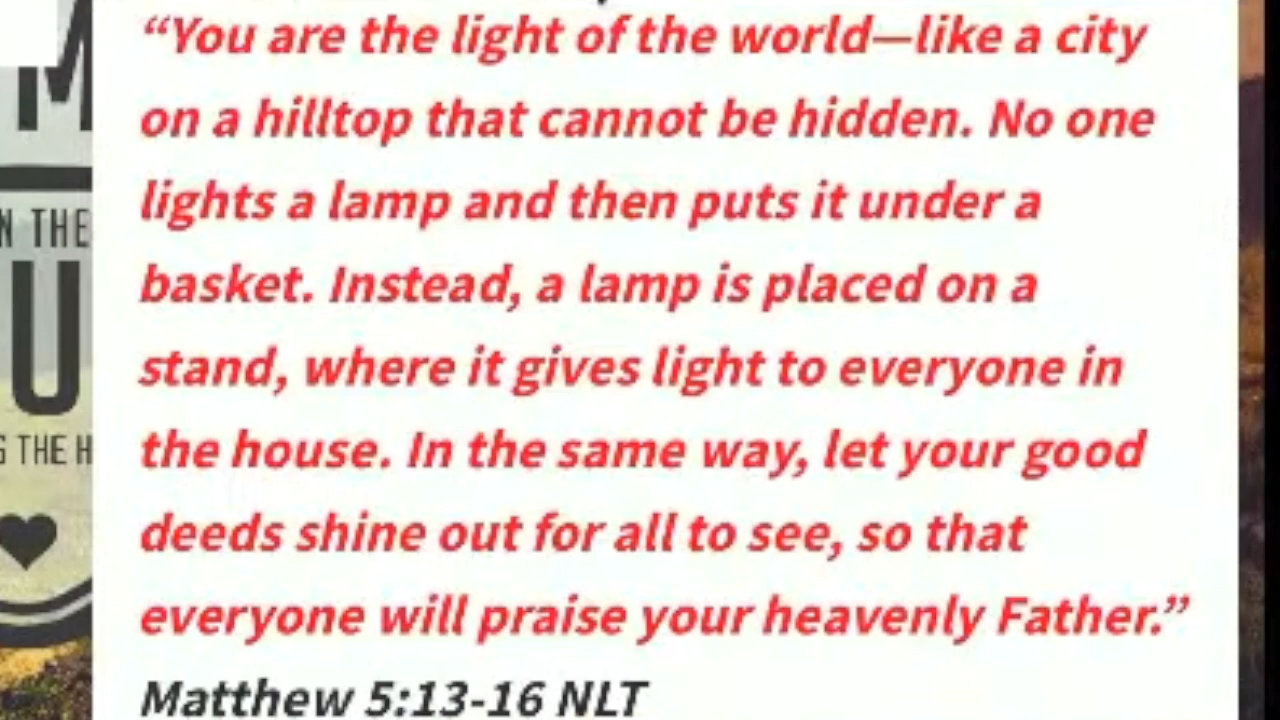 “You are the light of the world—like a city
on a hilltop that cannot be hidden. No one
lights a lamp and then puts it under a
basket. Instead, a lamp is placed on a
stand, where it gives light to everyone in
the house. In the same way, let your good
deeds shine out for all to see, so that
everyone will praise your heavenly Father.”
Matthew 5:13-16 NLT
M
N THE
U
S THE H